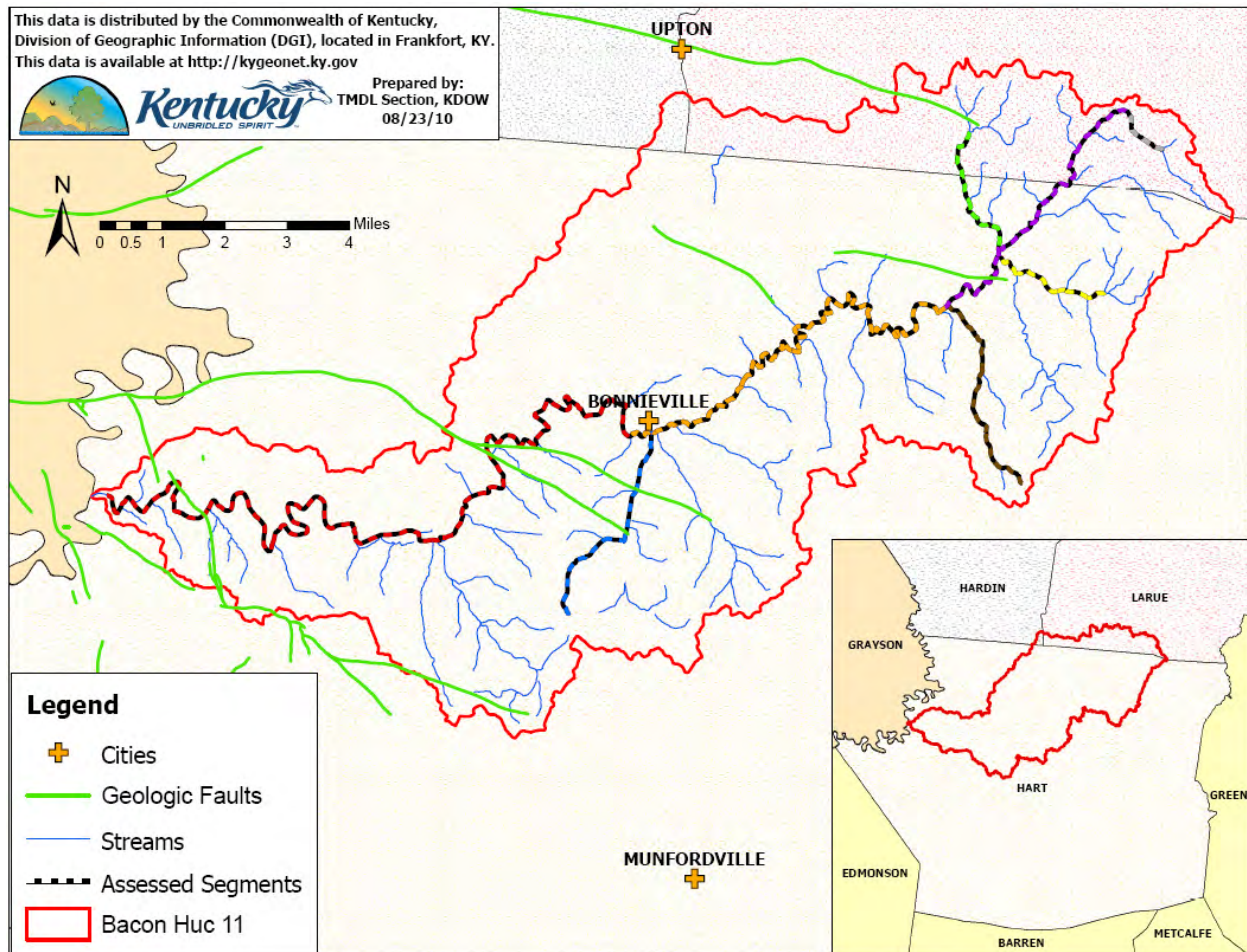 This data is distributed by the Commonwealth of Kentucky,
Division of Geographic Information (DGI), located in Frankfort, KY.
This data is available at http://kygeonet.ky.gov
Kentucky
UNBRIDLED SPIRIT™
Prepared by:
TMDL Section, KDOW
08/23/10
UPTON
N
0 0.5 1 2 3 4 Miles
BONNIEVILLE
MUNFORDVILLE
Legend
Cities
Geologic Faults
Streams
Assessed Segments
Bacon Huc 11
HARDIN
LARUE
GRAYSON
HART
GREEN
EDMONSON
METCALFE
BARREN